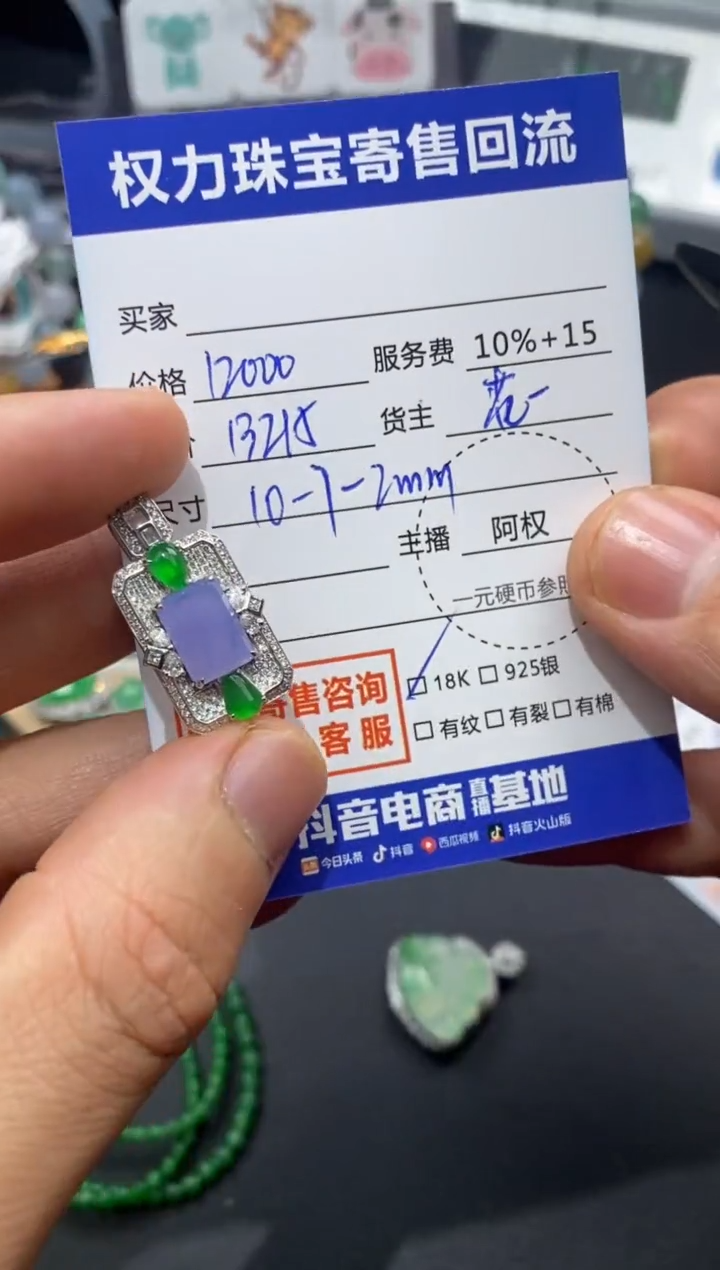 权力珠宝寄售回流
买家
价格 12000 服务费 10%+15
13215 货主
尺寸 10-7-2mm
主播 阿权
一元硬币参照
寄售咨询 18K 925银
客服 有纹 有裂 有棉
抖音电商直播基地
今日头条 抖音 西瓜视频 抖音火山版